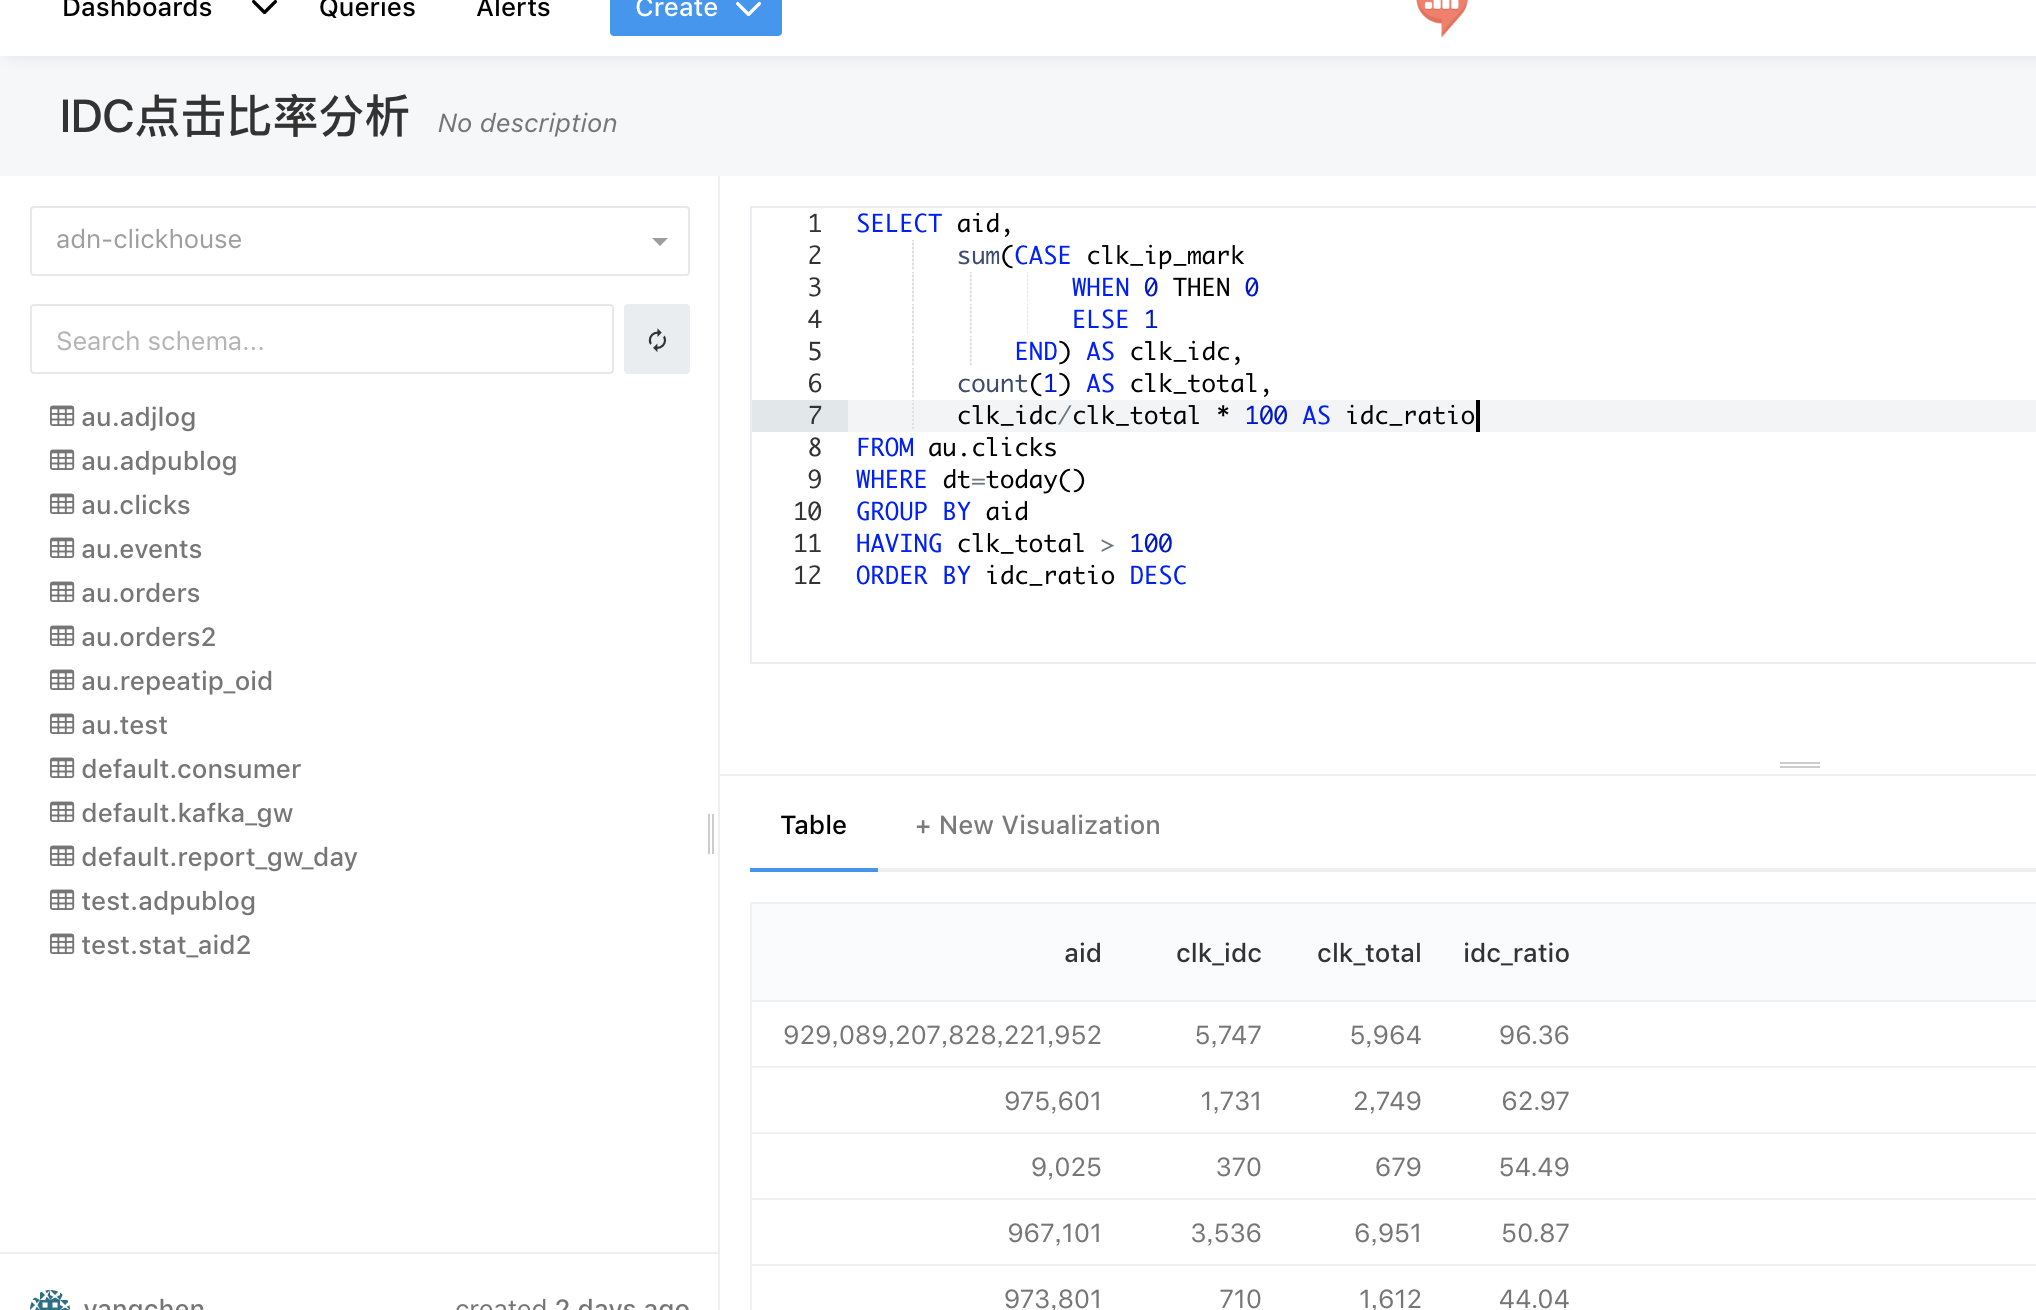 Dashboards Queries Alerts Create
IDC点击比率分析 No description
adn-clickhouse
Search schema...
au.adjlog
au.adpublog
au.clicks
au.events
au.orders
au.orders2
au.repeatip_oid
au.test
default.consumer
default.kafka_gw
default.report_gw_day
test.adpublog
test.stat_aid2
yangchen created 2 days ago
1 SELECT aid,
2 sum(CASE clk_ip_mark
3 WHEN 0 THEN 0
4 ELSE 1
5 END) AS clk_idc,
6 count(1) AS clk_total,
7 clk_idc/clk_total * 100 AS idc_ratio
8 FROM au.clicks
9 WHERE dt=today()
10 GROUP BY aid
11 HAVING clk_total > 100
12 ORDER BY idc_ratio DESC
Table + New Visualization
aid clk_idc clk_total idc_ratio
929,089,207,828,221,952 5,747 5,964 96.36
975,601 1,731 2,749 62.97
9,025 370 679 54.49
967,101 3,536 6,951 50.87
973,801 710 1,612 44.04